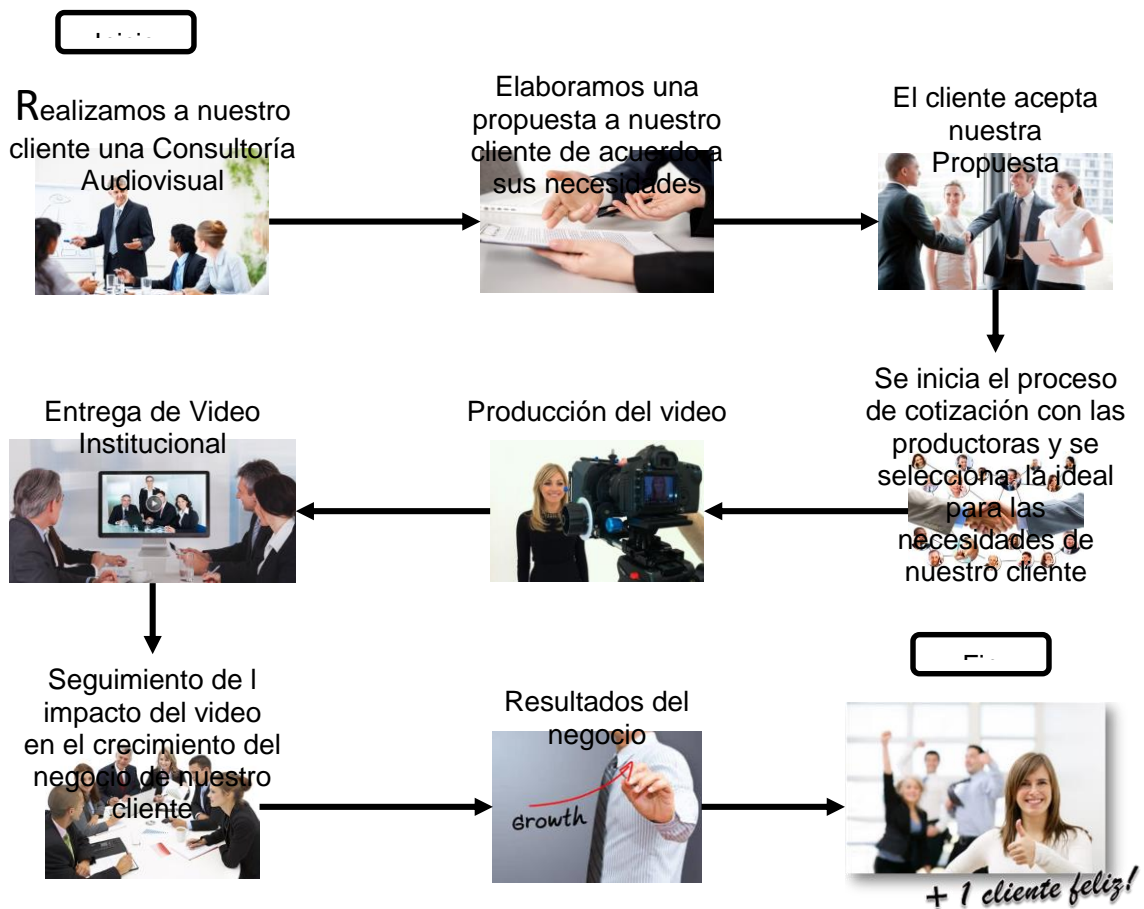 Realizamos a nuestro
cliente una Consultoría
Audiovisual
Elaboramos una
propuesta a nuestro
cliente de acuerdo a
sus necesidades
El cliente acepta
nuestra
Propuesta
Se inicia el proceso
de cotización con las
productoras y se
selecciona, la ideal
para las
necesidades de
nuestro cliente
Producción del video
Entrega de Video
Institucional
Seguimiento de l
impacto del video
en el crecimiento del
negocio de nuestro
cliente
Resultados del
negocio
Growth
+ 1 cliente feliz!